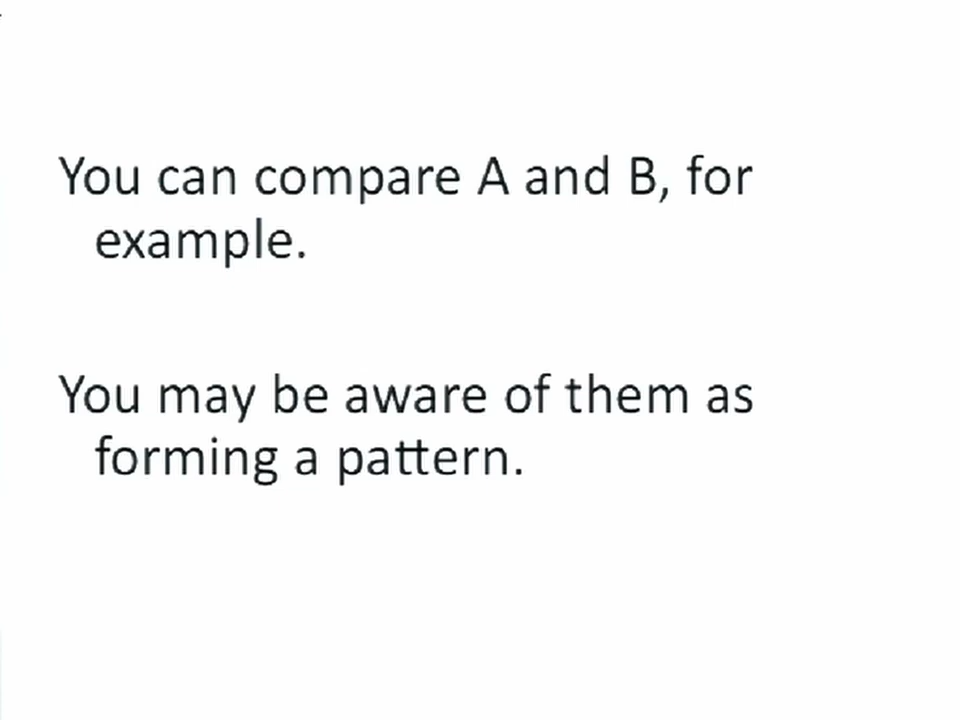 You can compare A and B, for
example.
You may be aware of them as
forming a pattern.